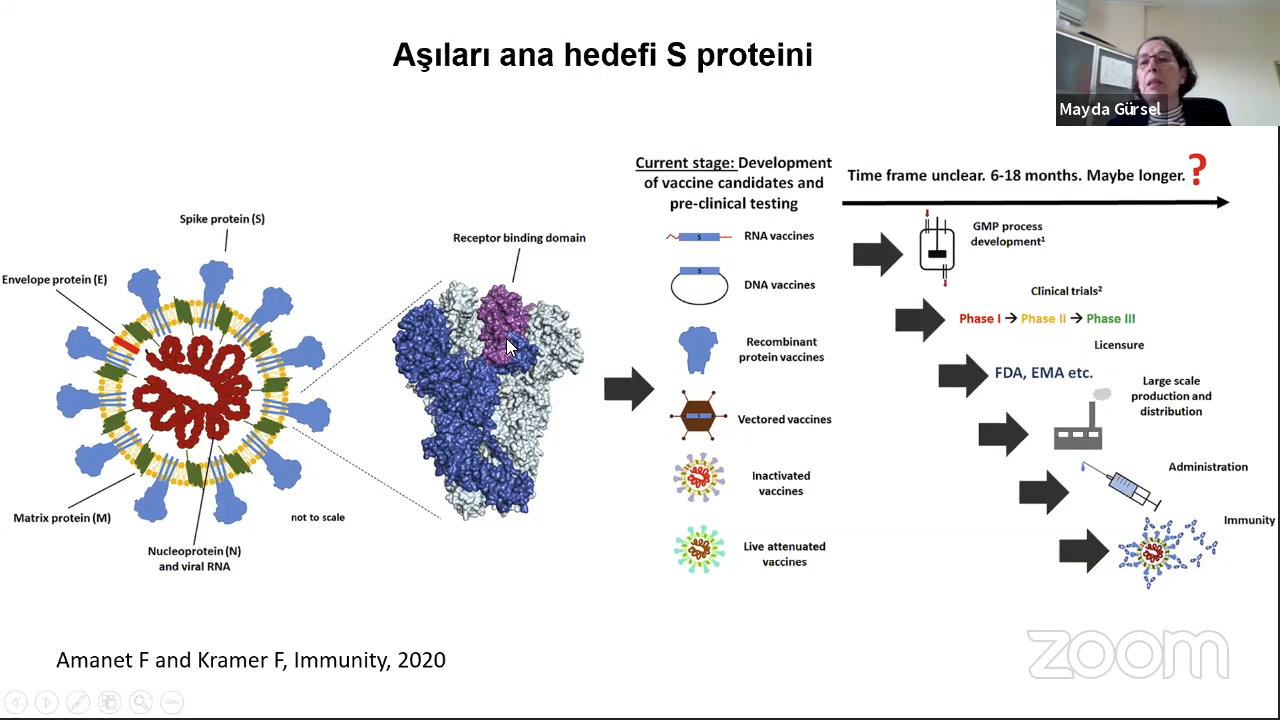 Aşıları ana hedefi S proteini
Mayda Gürsel
Spike protein (S)
Envelope protein (E)
Matrix protein (M)
Nucleoprotein (N)
and viral RNA
not to scale
Receptor binding domain
Current stage: Development
of vaccine candidates and
pre-clinical testing
S
RNA vaccines
S
DNA vaccines
Recombinant
protein vaccines
Vectored vaccines
Inactivated
vaccines
Live attenuated
vaccines
Time frame unclear. 6-18 months. Maybe longer. ?
GMP process
development¹
Clinical trials²
Phase I → Phase II → Phase III
Licensure
FDA, EMA etc.
Large scale
production and
distribution
Administration
Immunity
Amanet F and Kramer F, Immunity, 2020
zoom